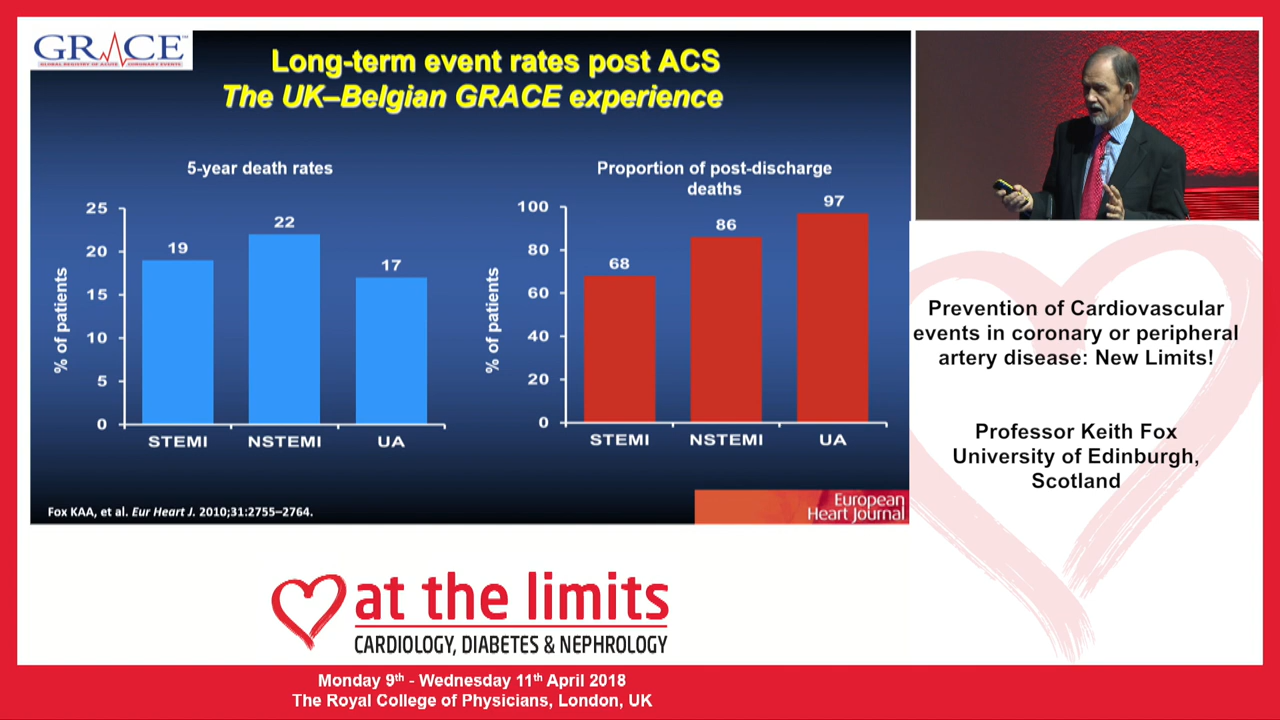 GRACE
GLOBAL REGISTRY OF ACUTE CORONARY EVENTS
Long-term event rates post ACS
The UK–Belgian GRACE experience
5-year death rates
% of patients
25
20
15
10
5
0
19
22
17
STEMI
NSTEMI
UA
Proportion of post-discharge
deaths
% of patients
100
80
60
40
20
0
68
86
97
STEMI
NSTEMI
UA
Fox KAA, et al. Eur Heart J. 2010;31:2755–2764.
European
Heart Journal
Prevention of Cardiovascular
events in coronary or peripheral
artery disease: New Limits!
Professor Keith Fox
University of Edinburgh,
Scotland
at the limits
CARDIOLOGY, DIABETES & NEPHROLOGY
Monday 9th - Wednesday 11th April 2018
The Royal College of Physicians, London, UK